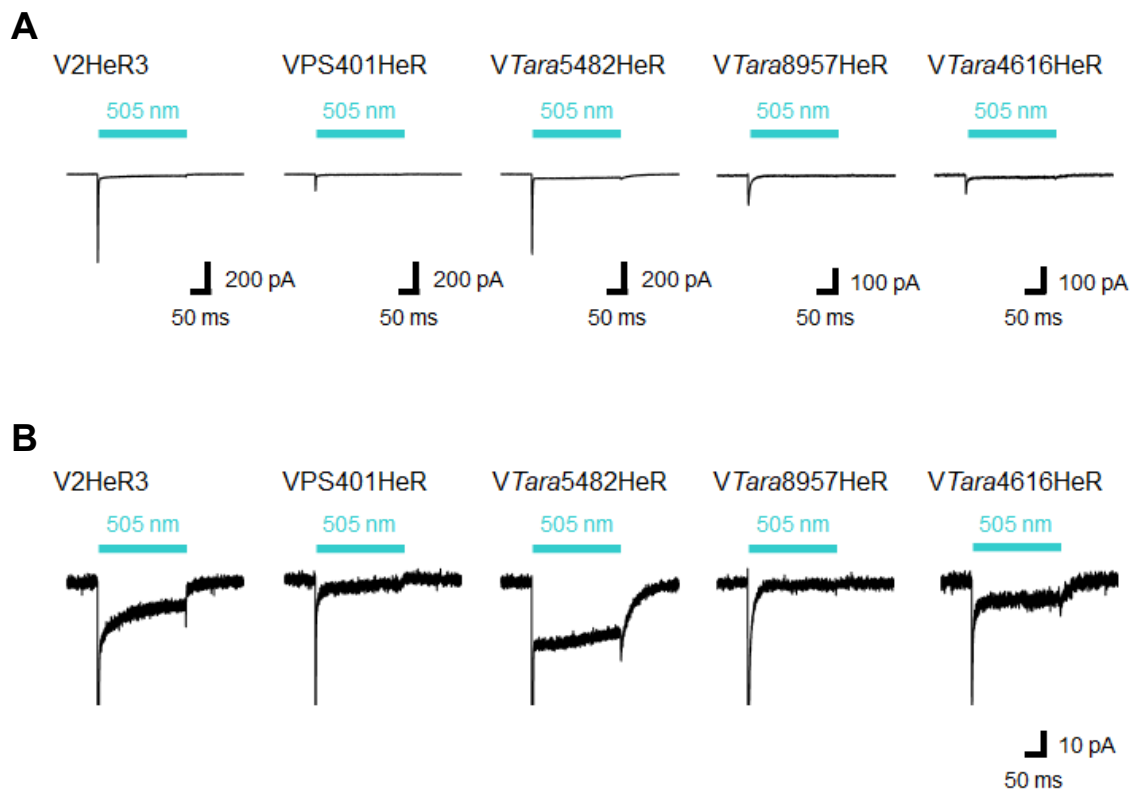 A
V2HeR3 VPS401HeR VTara5482HeR VTara8957HeR VTara4616HeR
505 nm 505 nm 505 nm 505 nm 505 nm
200 pA 200 pA 200 pA 100 pA 100 pA
50 ms 50 ms 50 ms 50 ms 50 ms
B
V2HeR3 VPS401HeR VTara5482HeR VTara8957HeR VTara4616HeR
505 nm 505 nm 505 nm 505 nm 505 nm
10 pA
50 ms